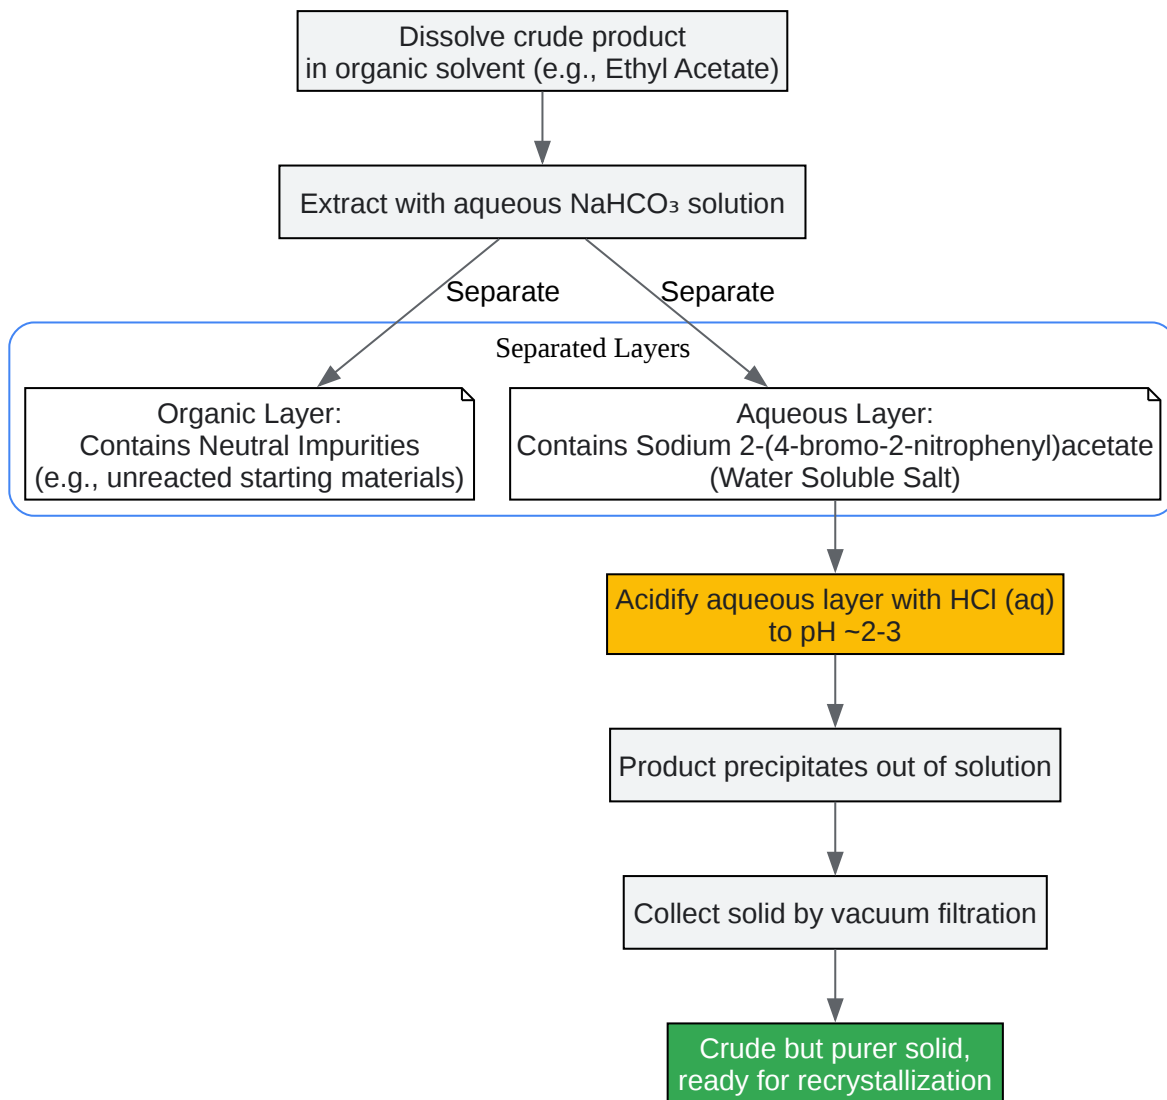 Dissolve crude product
in organic solvent (e.g., Ethyl Acetate)
Extract with aqueous NaHCO₃ solution
Separate
Separate
Separated Layers
Organic Layer:
Contains Neutral Impurities
(e.g., unreacted starting materials)
Aqueous Layer:
Contains Sodium 2-(4-bromo-2-nitrophenyl)acetate
(Water Soluble Salt)
Acidify aqueous layer with HCl (aq)
to pH ~2-3
Product precipitates out of solution
Collect solid by vacuum filtration
Crude but purer solid,
ready for recrystallization